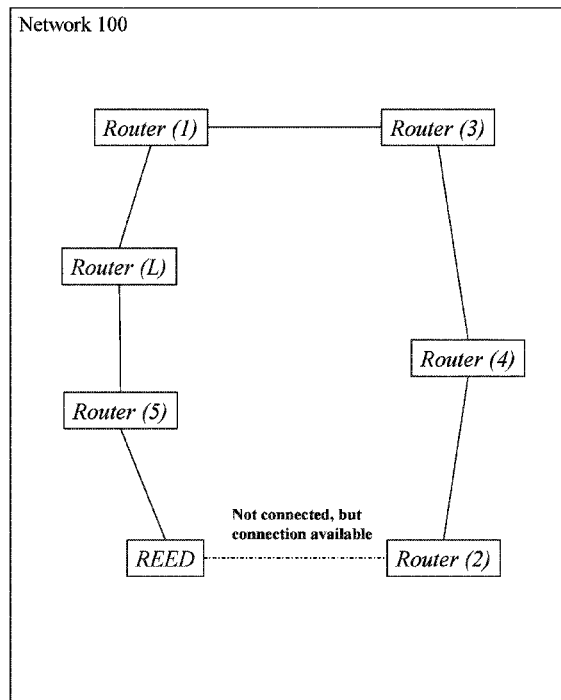 Network 100
Router (1)
Router (3)
Router (L)
Router (4)
Router (5)
Not connected, but
connection available
REED
Router (2)